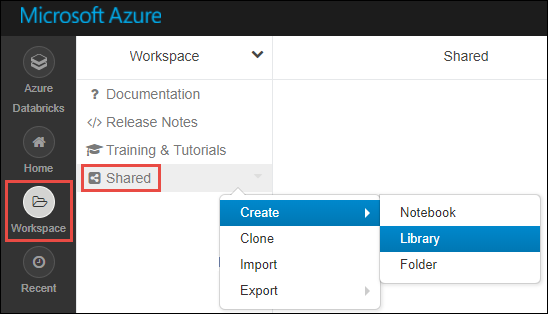 Microsoft Azure
Azure
Databricks
Home
Workspace
Recent
Workspace
? Documentation
</> Release Notes
Training & Tutorials
Shared
Shared
Create
Clone
Import
Export
Notebook
Library
Folder